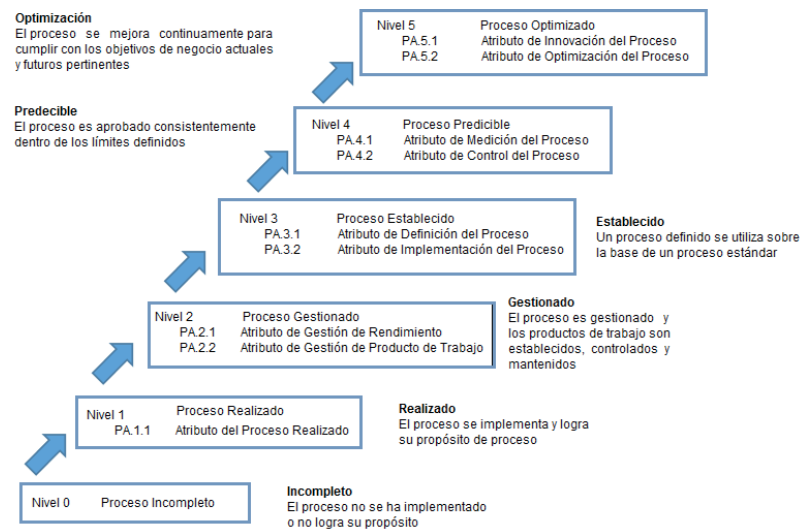 Optimización
El proceso se mejora continuamente para
cumplir con los objetivos de negocio actuales
y futuros pertinentes
Nivel 5 Proceso Optimizado
PA.5.1 Atributo de Innovación del Proceso
PA.5.2 Atributo de Optimización del Proceso
Predecible
El proceso es aprobado consistentemente
dentro de los límites definidos
Nivel 4 Proceso Predicible
PA.4.1 Atributo de Medición del Proceso
PA.4.2 Atributo de Control del Proceso
Nivel 3 Proceso Establecido
PA.3.1 Atributo de Definición del Proceso
PA.3.2 Atributo de Implementación del Proceso
Establecido
Un proceso definido se utiliza sobre
la base de un proceso estándar
Nivel 2 Proceso Gestionado
PA.2.1 Atributo de Gestión de Rendimiento
PA.2.2 Atributo de Gestión de Producto de Trabajo
Gestionado
El proceso es gestionado y
los productos de trabajo son
establecidos, controlados y
mantenidos
Nivel 1 Proceso Realizado
PA.1.1 Atributo del Proceso Realizado
Realizado
El proceso se implementa y logra
su propósito de proceso
Nivel 0 Proceso Incompleto
Incompleto
El proceso no se ha implementado
o no logra su propósito